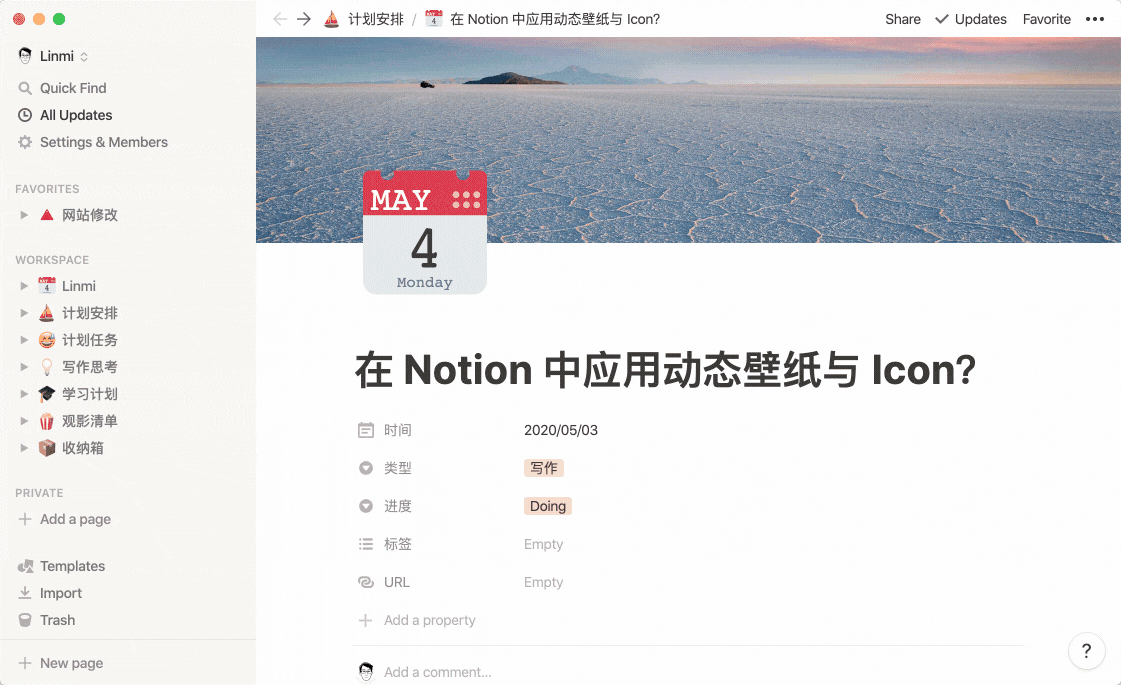 计划安排 / 在 Notion 中应用动态壁纸与 Icon?
Share Updates Favorite
Linmi
Quick Find
All Updates
Settings & Members
FAVORITES
网站修改
WORKSPACE
Linmi
计划安排
计划任务
写作思考
学习计划
观影清单
收纳箱
PRIVATE
Add a page
Templates
Import
Trash
New page
MAY
4
Monday
在 Notion 中应用动态壁纸与 Icon?
时间 2020/05/03
类型 写作
进度 Doing
标签 Empty
URL Empty
Add a property
Add a comment...
?